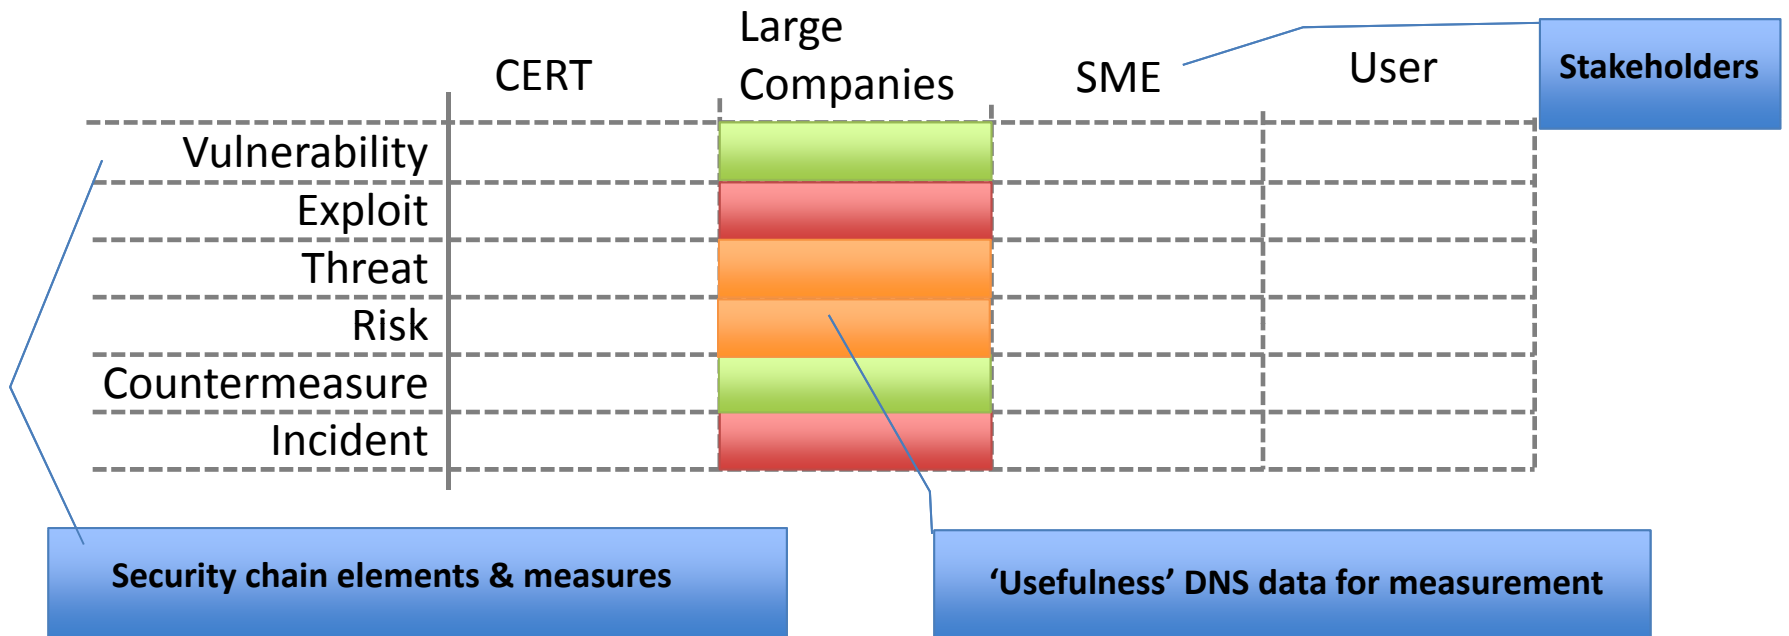 Large
Companies
CERT
SME
User
Stakeholders
Vulnerability
Exploit
Threat
Risk
Countermeasure
Incident
Security chain elements & measures
‘Usefulness’ DNS data for measurement